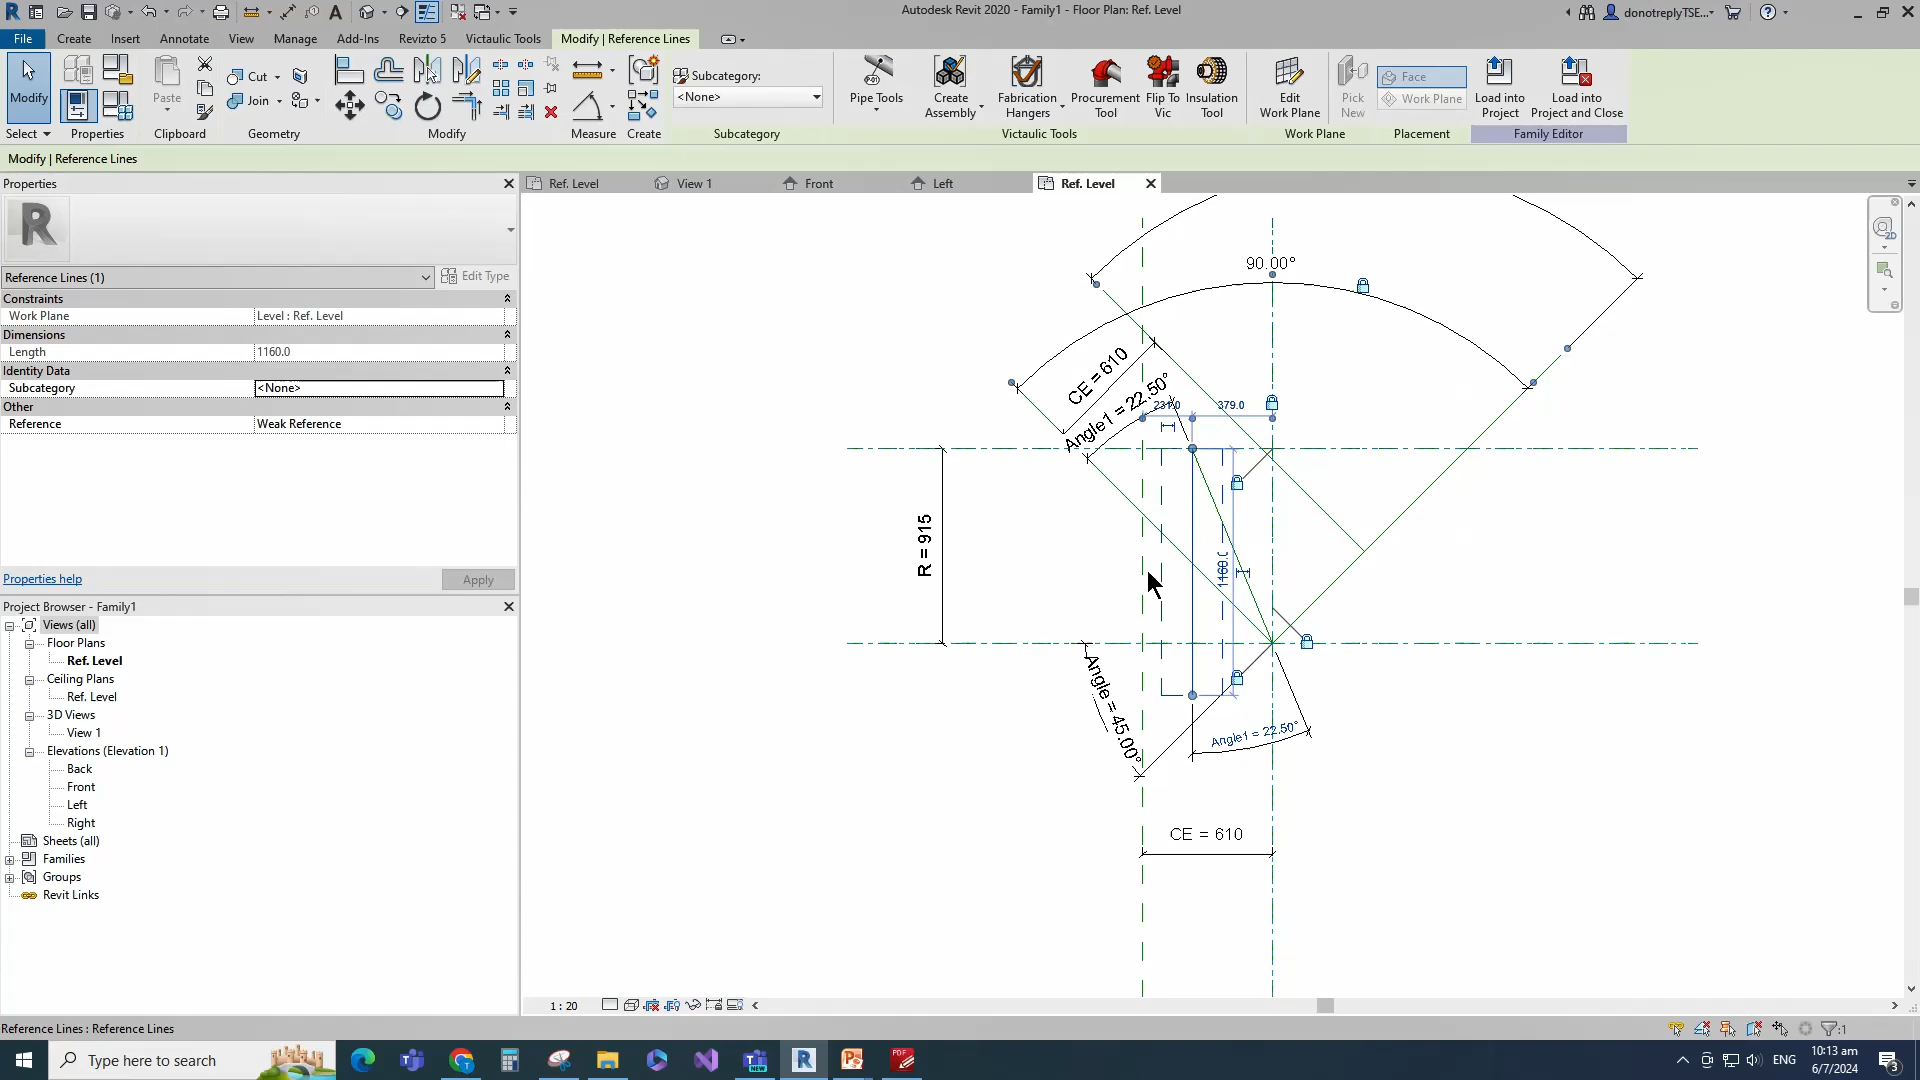 Autodesk Revit 2020 - Family1 - Floor Plan: Ref. Level
donotreplyTSE...
File Create Insert Annotate View Manage Add-Ins Revizto 5 Victaulic Tools Modify | Reference Lines
Modify
Select
Properties
Paste
Clipboard
Cut
Join
Geometry
Modify
Measure
Create
Subcategory:
<None>
Subcategory
Pipe Tools
Create Assembly
Fabrication Hangers
Procurement Tool
Flip To Vic
Insulation Tool
Victaulic Tools
Edit Work Plane
Work Plane
Pick New
Face
Work Plane
Placement
Load into Project
Load into Project and Close
Family Editor
Modify | Reference Lines
Properties
Ref. Level View 1 Front Left Ref. Level
R
Reference Lines (1)
Edit Type
Constraints
Work Plane Level : Ref. Level
Dimensions
Length 1160.0
Identity Data
Subcategory <None>
Other
Reference Weak Reference
Properties help
Apply
Project Browser - Family1
Views (all)
Floor Plans
Ref. Level
Ceiling Plans
Ref. Level
3D Views
View 1
Elevations (Elevation 1)
Back
Front
Left
Right
Sheets (all)
Families
Groups
Revit Links
2D
90.00°
CE = 610
Angle1 = 22.50°
231.0
379.0
R = 915
1160.0
Angle = 45.00°
Angle1 = 22.50°
CE = 610
1 : 20
Reference Lines : Reference Lines
:1
Type here to search
NEW
PDF
ENG
10:13 am
6/7/2024
3